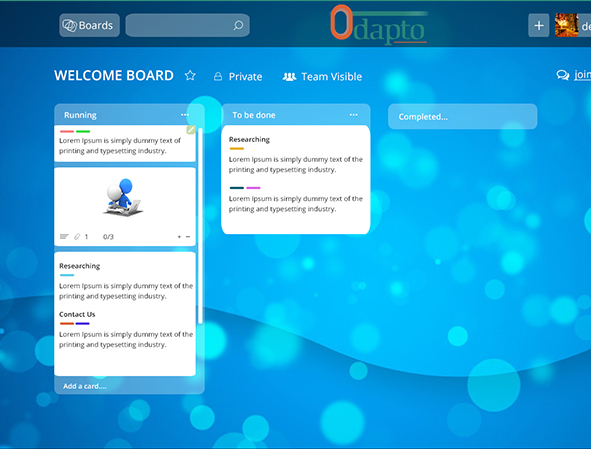 Boards
Odapto
+
de
WELCOME BOARD
Private
Team Visible
join
Running
...
Lorem Ipsum is simply dummy text of
printing and typesetting industry.
1
0/3
+ -
Researching
Lorem Ipsum is simply dummy text of the
printing and typesetting industry.
Contact Us
Lorem Ipsum is simply dummy text of the
printing and typesetting industry.
Add a card....
To be done
...
Researching
Lorem Ipsum is simply dummy text of the
printing and typesetting industry.
Lorem Ipsum is simply dummy text of the
printing and typesetting industry.
Completed...